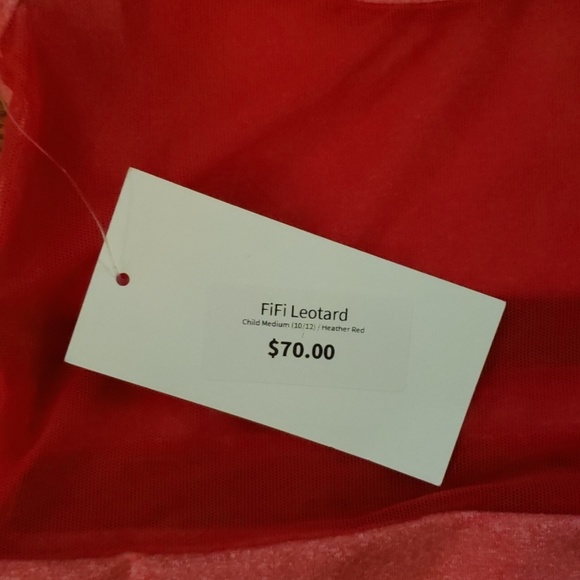 FiFi Leotard
Child Medium (10/12) / Heather Red
$70.00